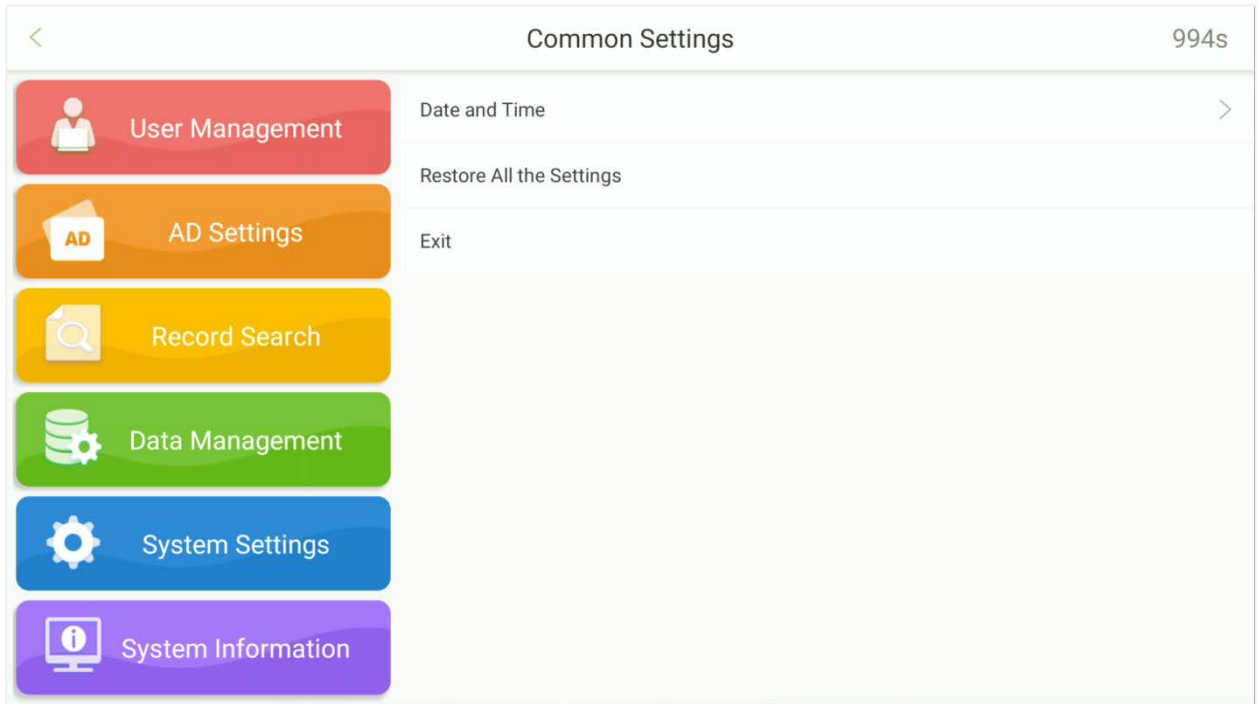 Common Settings
994s
User Management
AD
AD Settings
Record Search
Data Management
System Settings
System Information
Date and Time
Restore All the Settings
Exit